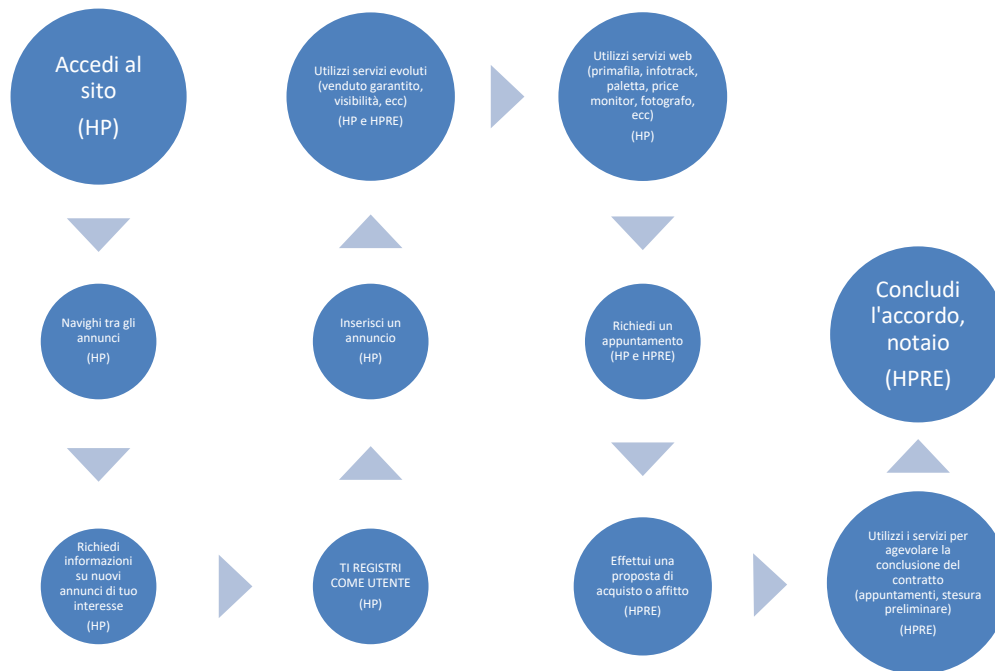 Accedi al
sito
(HP)
Navighi tra gli
annunci
(HP)
Richiedi
informazioni
su nuovi
annunci di tuo
interesse
(HP)
TI REGISTRI
COME UTENTE
(HP)
Inserisci un
annuncio
(HP)
Utilizzi servizi evoluti
(venduto garantito,
visibilità, ecc)
(HP e HPRE)
Utilizzi servizi web
(primafila, infotrack,
paletta, price
monitor, fotografo,
ecc)
(HP)
Richiedi un
appuntamento
(HP e HPRE)
Effettui una
proposta di
acquisto o affitto
(HPRE)
Utilizzi i servizi per
agevolare la
conclusione del
contratto
(appuntamenti, stesura
preliminare)
(HPRE)
Concludi
l'accordo,
notaio
(HPRE)